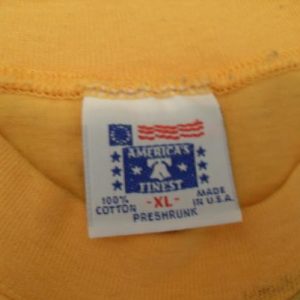 AMERICA'S
FINEST
100% COTTON
-XL-
MADE IN U.S.A.
PRESHRUNK